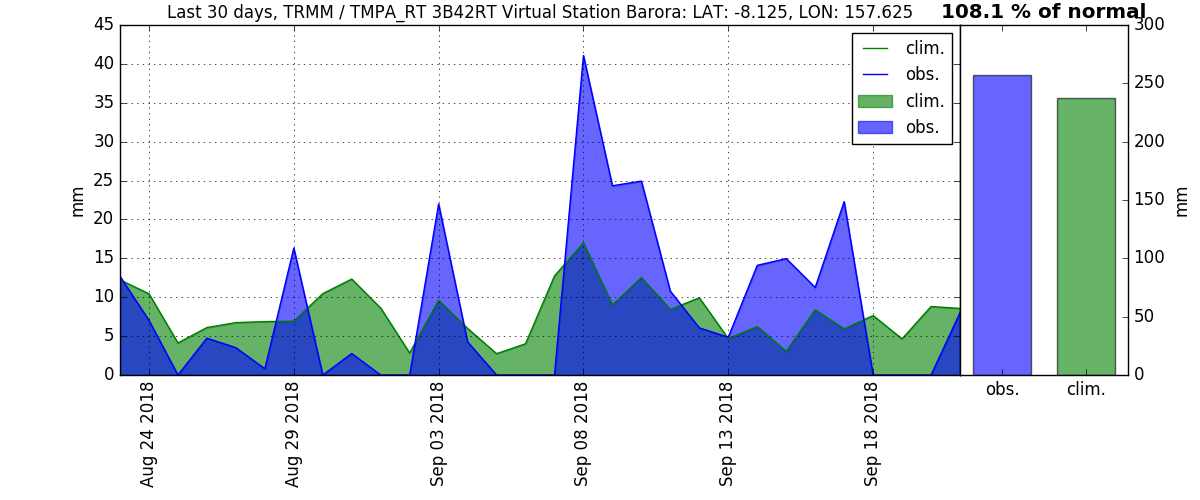 Last 30 days, TRMM / TMPA_RT 3B42RT Virtual Station Barora: LAT: -8.125, LON: 157.625
108.1 % of normal
45
40
35
30
25
20
15
10
5
0
mm
clim.
obs.
clim.
obs.
Aug 24 2018
Aug 29 2018
Sep 03 2018
Sep 08 2018
Sep 13 2018
Sep 18 2018
300
250
200
150
100
50
0
mm
obs.
clim.